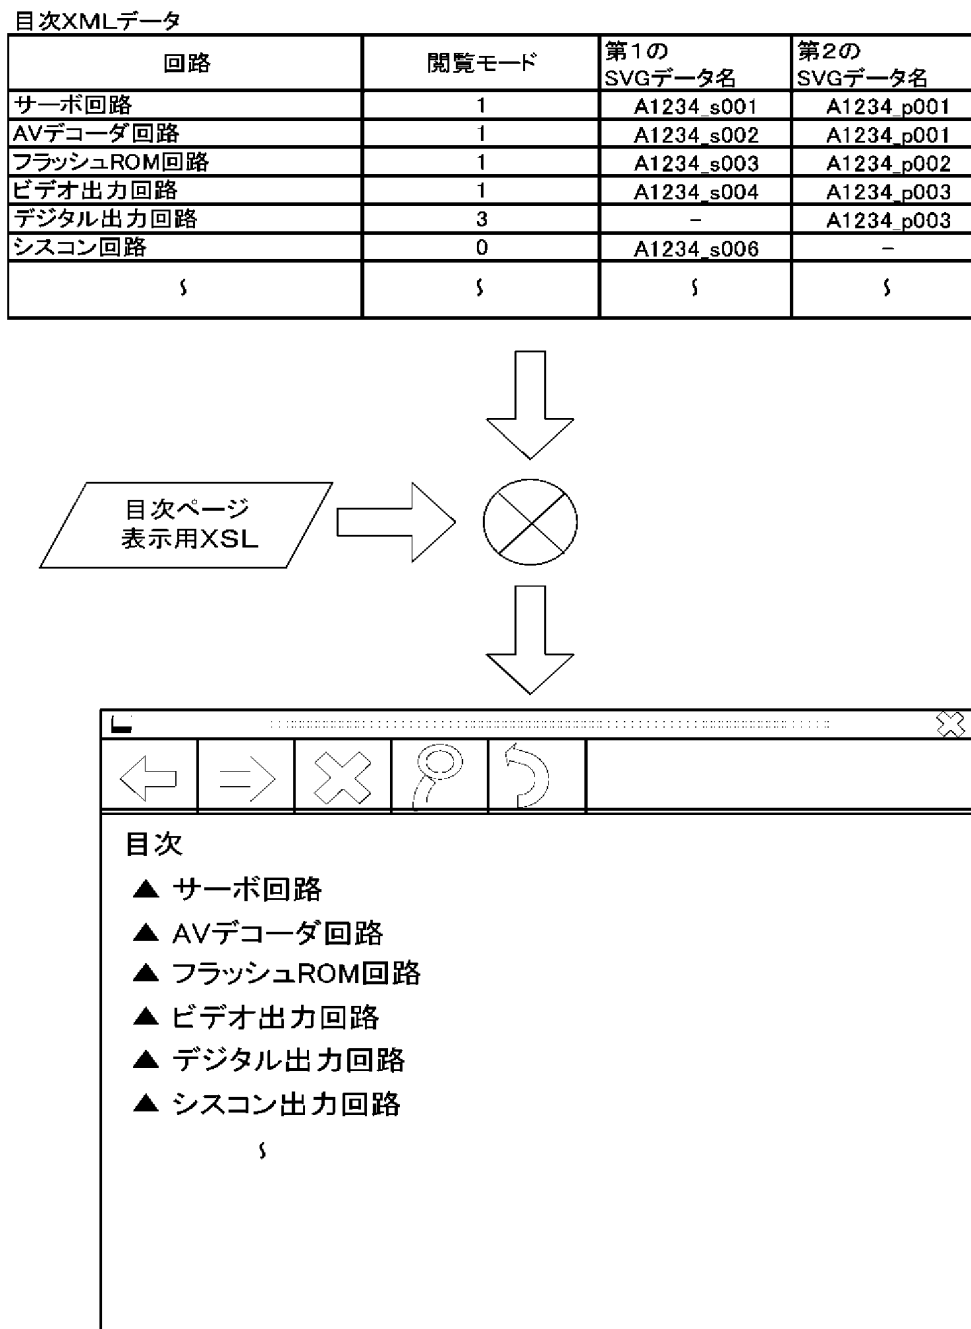 目次XMLデータ
回路 閲覧モード 第1の SVGデータ名 第2の SVGデータ名
サーボ回路 1 A1234_s001 A1234_p001
AVデコーダ回路 1 A1234_s002 A1234_p001
フラッシュROM回路 1 A1234_s003 A1234_p002
ビデオ出力回路 1 A1234_s004 A1234_p003
デジタル出力回路 3 － A1234_p003
シスコン回路 0 A1234_s006 －
目次ページ
表示用XSL
目次
▲ サーボ回路
▲ AVデコーダ回路
▲ フラッシュROM回路
▲ ビデオ出力回路
▲ デジタル出力回路
▲ シスコン出力回路